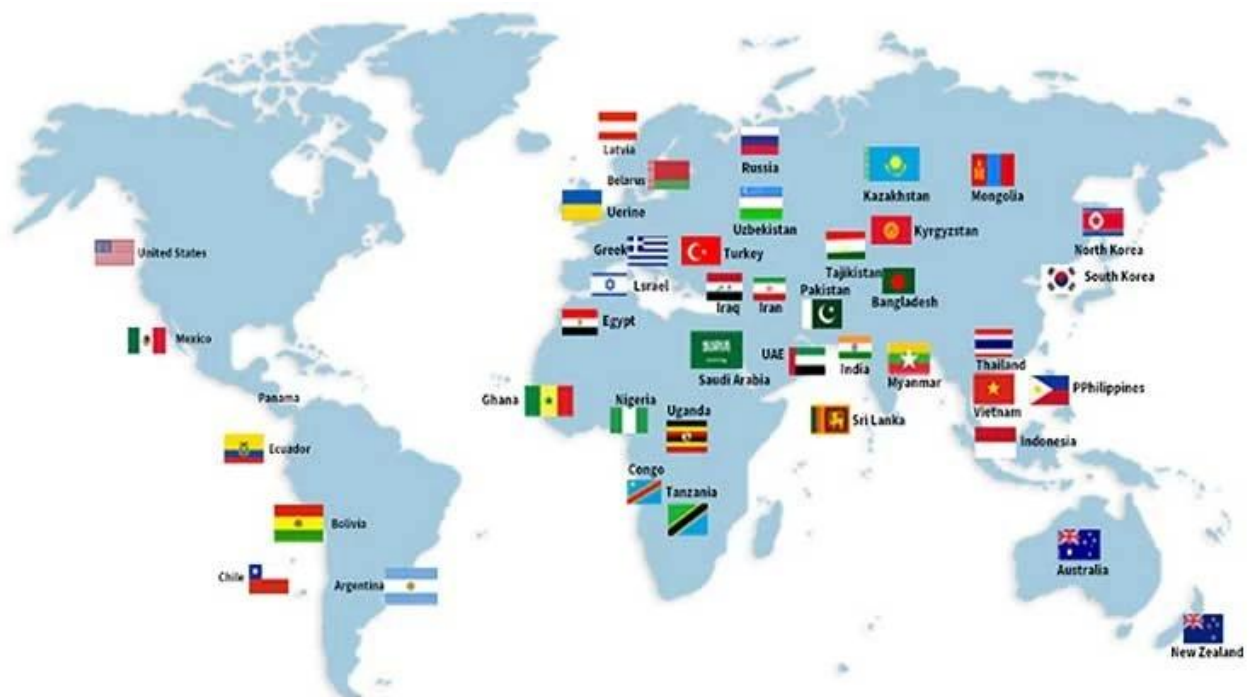 Latvia
Russia
Belarus
Kazakhstan
Mongolia
Uerine
Uzbekistan
Kyrgyzstan
North Korea
United States
Greek
Turkey
Tajikistan
South Korea
Lsrael
Iraq
Iran
Pakistan
Bangladesh
Egypt
Mexico
Saudi Arabia
UAE
India
Myanmar
Thailand
Panama
Ghana
Nigeria
Uganda
Sri Lanka
Vietnam
PPhilippines
Ecuador
Indonesia
Congo
Tanzania
Bolivia
Chile
Argentina
Australia
New Zealand